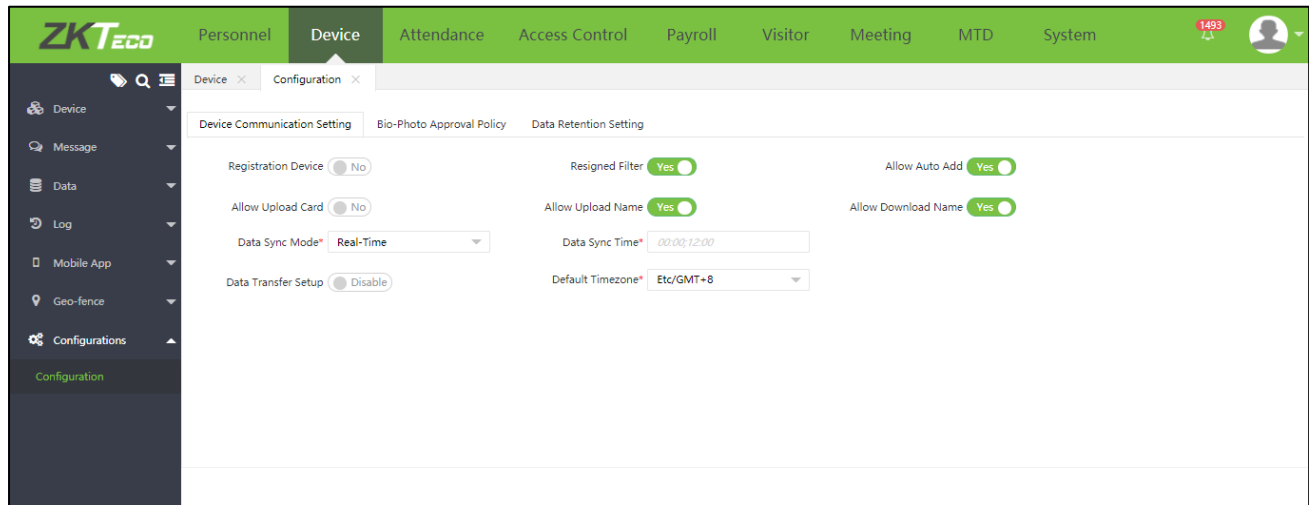 ZKTECO Personnel Device Attendance Access Control Payroll Visitor Meeting MTD System 1493
Device Configuration
Device
Message
Data
Log
Mobile App
Geo-fence
Configurations
Configuration
Device Communication Setting Bio-Photo Approval Policy Data Retention Setting
Registration Device No Resigned Filter Yes Allow Auto Add Yes
Allow Upload Card No Allow Upload Name Yes Allow Download Name Yes
Data Sync Mode* Real-Time Data Sync Time* 00:00;12:00
Data Transfer Setup Disable Default Timezone* Etc/GMT+8